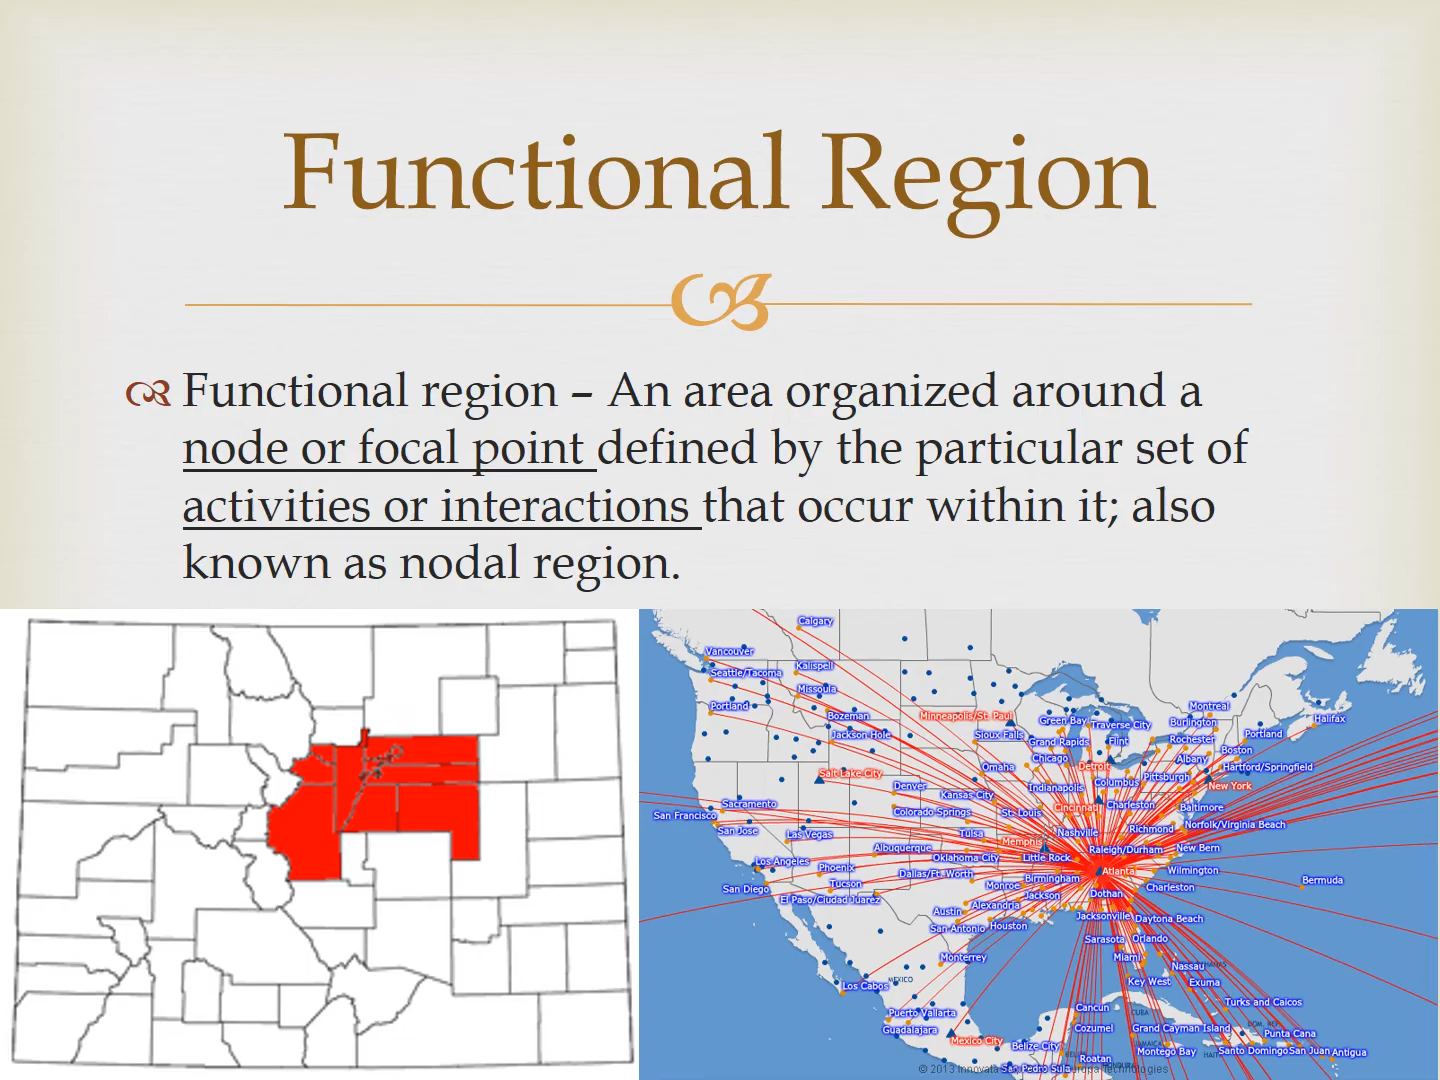 Functional Region
Functional region – An area organized around a
node or focal point defined by the particular set of
activities or interactions that occur within it; also
known as nodal region.
Calgary
Vancouver
Kalispell
Seattle/Tacoma
Missoula
Portland
Bozeman
Minneapolis/St. Paul
Green Bay
Traverse City
Montreal
Burlington
Halifax
Jackson Hole
Sioux Falls
Grand Rapids
Flint
Rochester
Portland
Boston
Chicago
Detroit
Albany
Hartford/Springfield
Salt Lake City
Omaha
Pittsburgh
Denver
Kansas City
Indianapolis
Columbus
New York
Sacramento
Colorado Springs
St. Louis
Cincinnati
Charleston
Baltimore
San Francisco
San Jose
Las Vegas
Tulsa
Nashville
Richmond
Norfolk/Virginia Beach
Albuquerque
Memphis
Raleigh/Durham
New Bern
Los Angeles
Phoenix
Oklahoma City
Little Rock
Atlanta
Wilmington
Dallas/Ft. Worth
Birmingham
Bermuda
San Diego
Tucson
Monroe
Jackson
Dothan
Charleston
El Paso/Ciudad Juarez
Austin
Alexandria
Jacksonville
Daytona Beach
San Antonio
Houston
Sarasota
Orlando
Monterrey
Miami
Nassau
Los Cabos
MEXICO
Key West
Exuma
Turks and Caicos
Puerto Vallarta
Cancun
CUBA
Guadalajara
Cozumel
Grand Cayman Island
Punta Cana
Mexico City
Belize City
JAMAICA
Montego Bay
HAITI
Santo Domingo
San Juan
Antigua
Roatan
San Pedro Sula
© 2013 Innovata
Technologies